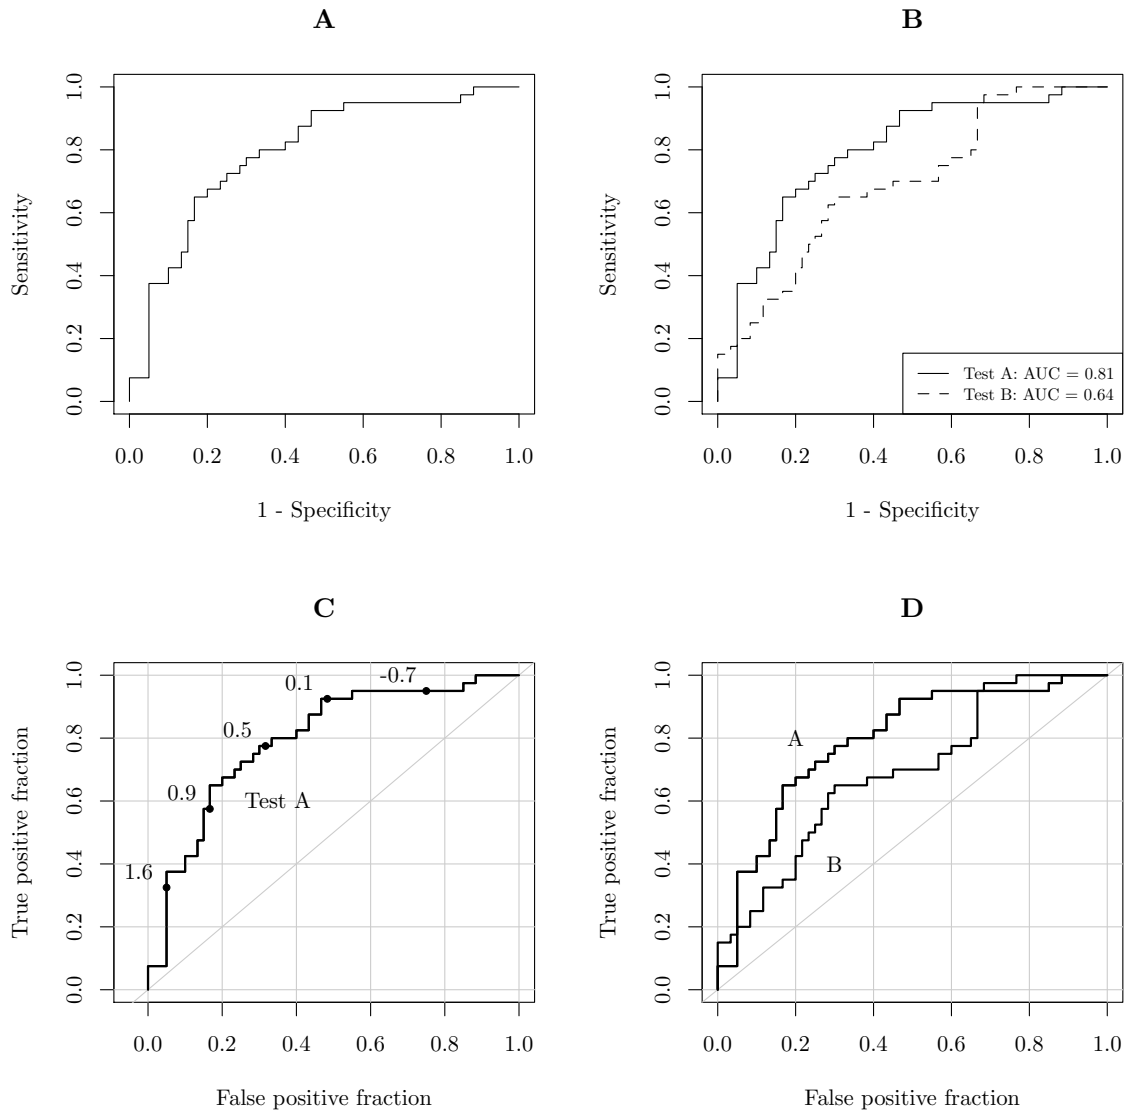 A
Sensitivity
1.0
0.8
0.6
0.4
0.2
0.0
0.0 0.2 0.4 0.6 0.8 1.0
1 - Specificity
B
Sensitivity
1.0
0.8
0.6
0.4
0.2
0.0
Test A: AUC = 0.81
Test B: AUC = 0.64
0.0 0.2 0.4 0.6 0.8 1.0
1 - Specificity
C
True positive fraction
1.0
0.8
0.6
0.4
0.2
0.0
-0.7
0.1
0.5
0.9
Test A
1.6
0.0 0.2 0.4 0.6 0.8 1.0
False positive fraction
D
True positive fraction
1.0
0.8
0.6
0.4
0.2
0.0
A
B
0.0 0.2 0.4 0.6 0.8 1.0
False positive fraction